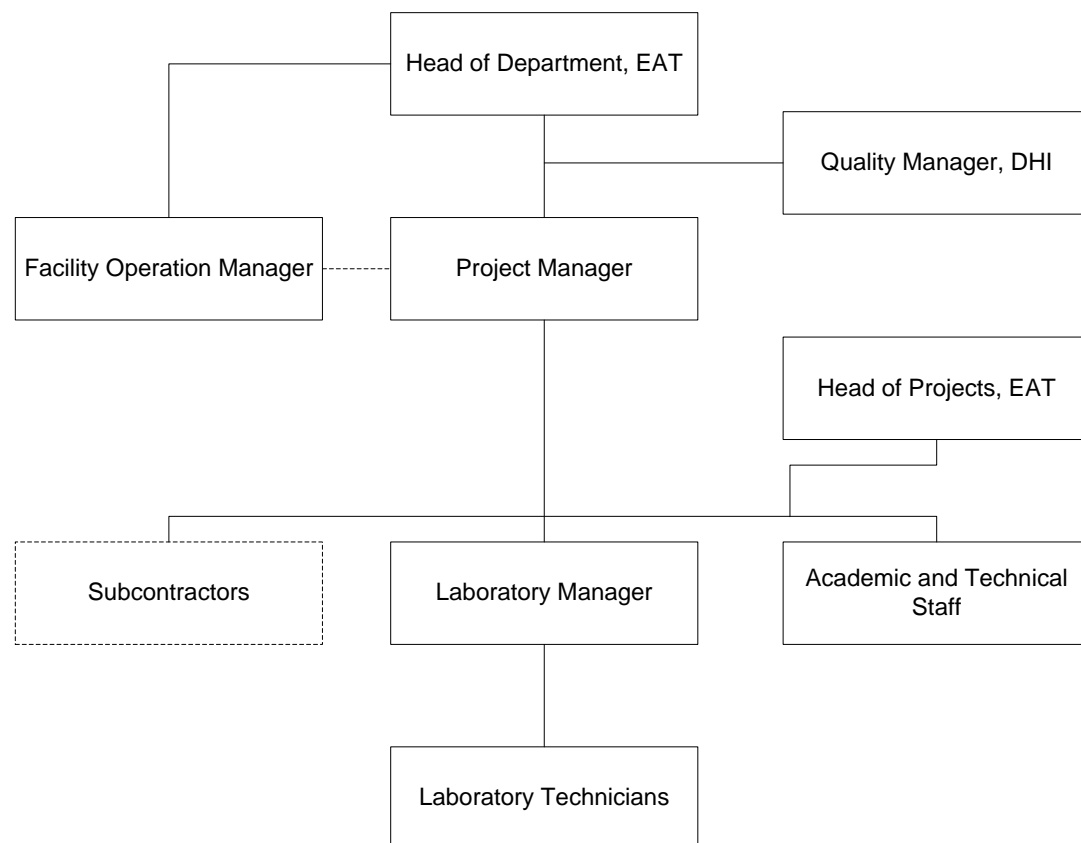 Head of Department, EAT
Quality Manager, DHI
Facility Operation Manager
Project Manager
Head of Projects, EAT
Subcontractors
Laboratory Manager
Academic and Technical
Staff
Laboratory Technicians